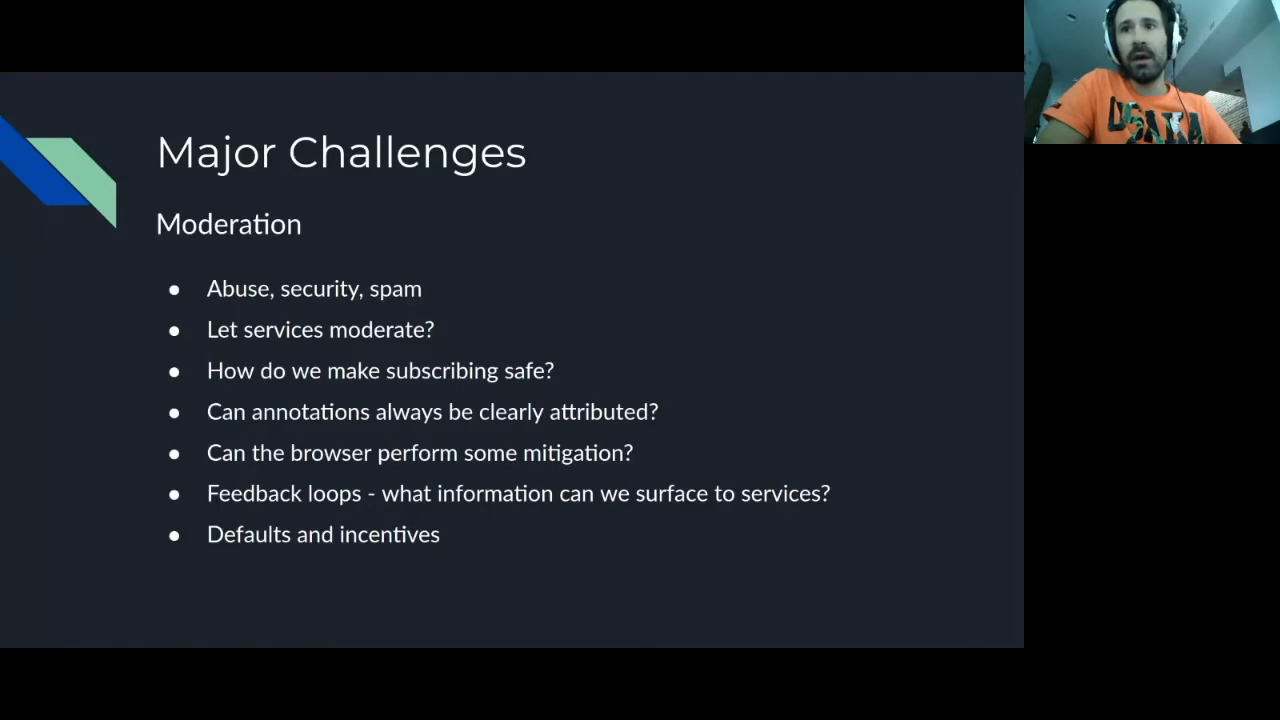 Major Challenges
Moderation
● Abuse, security, spam
● Let services moderate?
● How do we make subscribing safe?
● Can annotations always be clearly attributed?
● Can the browser perform some mitigation?
● Feedback loops - what information can we surface to services?
● Defaults and incentives
OSAKA